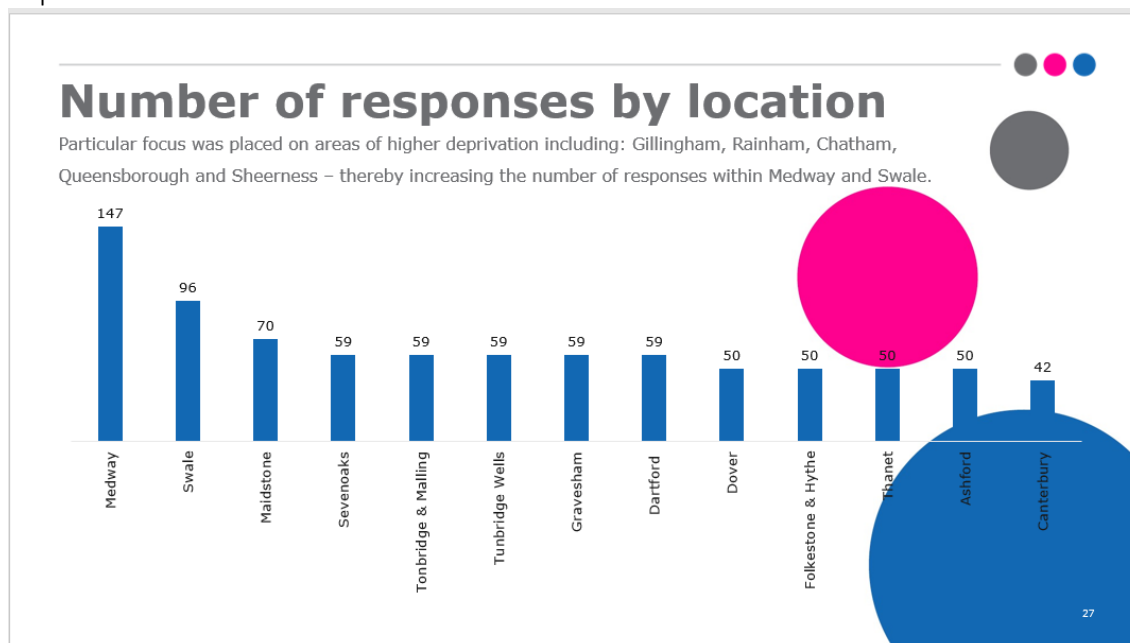 Number of responses by location
Particular focus was placed on areas of higher deprivation including: Gillingham, Rainham, Chatham,
Queensborough and Sheerness – thereby increasing the number of responses within Medway and Swale.
147
96
70
59
59
59
59
59
50
50
50
50
42
Medway
Swale
Maidstone
Sevenoaks
Tonbridge & Malling
Tunbridge Wells
Gravesham
Dartford
Dover
Folkestone & Hythe
Thanet
Ashford
Canterbury
27